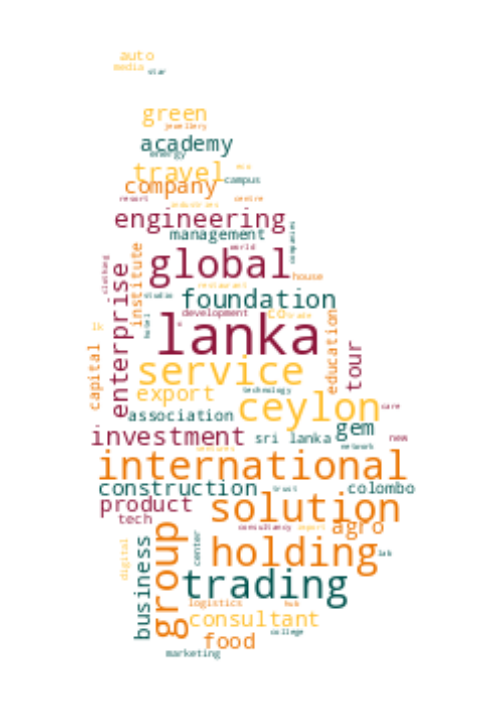 auto
media star
green
jewellery
academy
energy
travel eco
company campus
resort centre
industries
engineering
management
world
global
institute
clothing
house
restaurant
studio
foundation
enterprise
development co trade
lanka
hotel
lk
education
service
tour
capital
technology
export
ceylon
care
association
gem
investment sri lanka new
network
international
construction trust colombo
product
solution
tech
consultancy import agro
group
business
center
digital
holding lab
trading
logistics hub
consultant
college
food
marketing